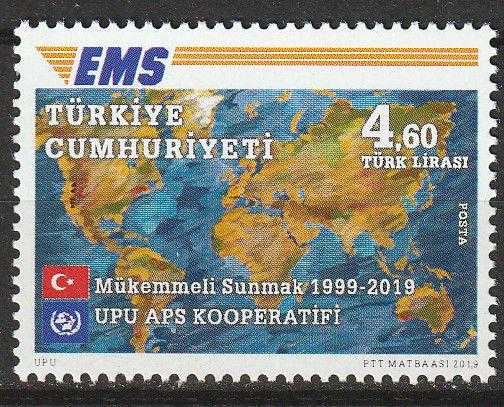 EMS
TÜRKİYE
CUMHURİYETİ
4,60
TÜRK LİRASI
POSTA
Mükemmeli Sunmak 1999-2019
UPU APS KOOPERATİFİ
UPU
PTT MATBAASI 2019